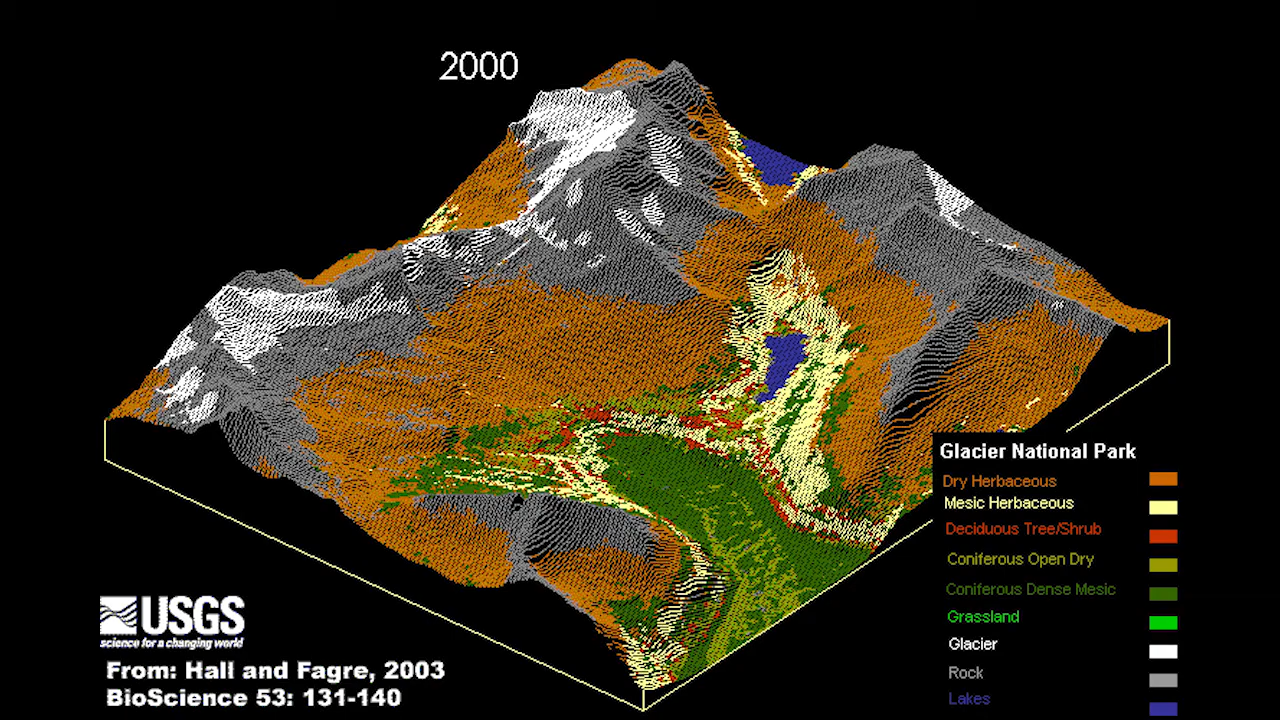 2000
Glacier National Park
Dry Herbaceous
Mesic Herbaceous
Deciduous Tree/Shrub
Coniferous Open Dry
Coniferous Dense Mesic
Grassland
Glacier
Rock
Lakes
USGS
science for a changing world
From: Hall and Fagre, 2003
BioScience 53: 131-140